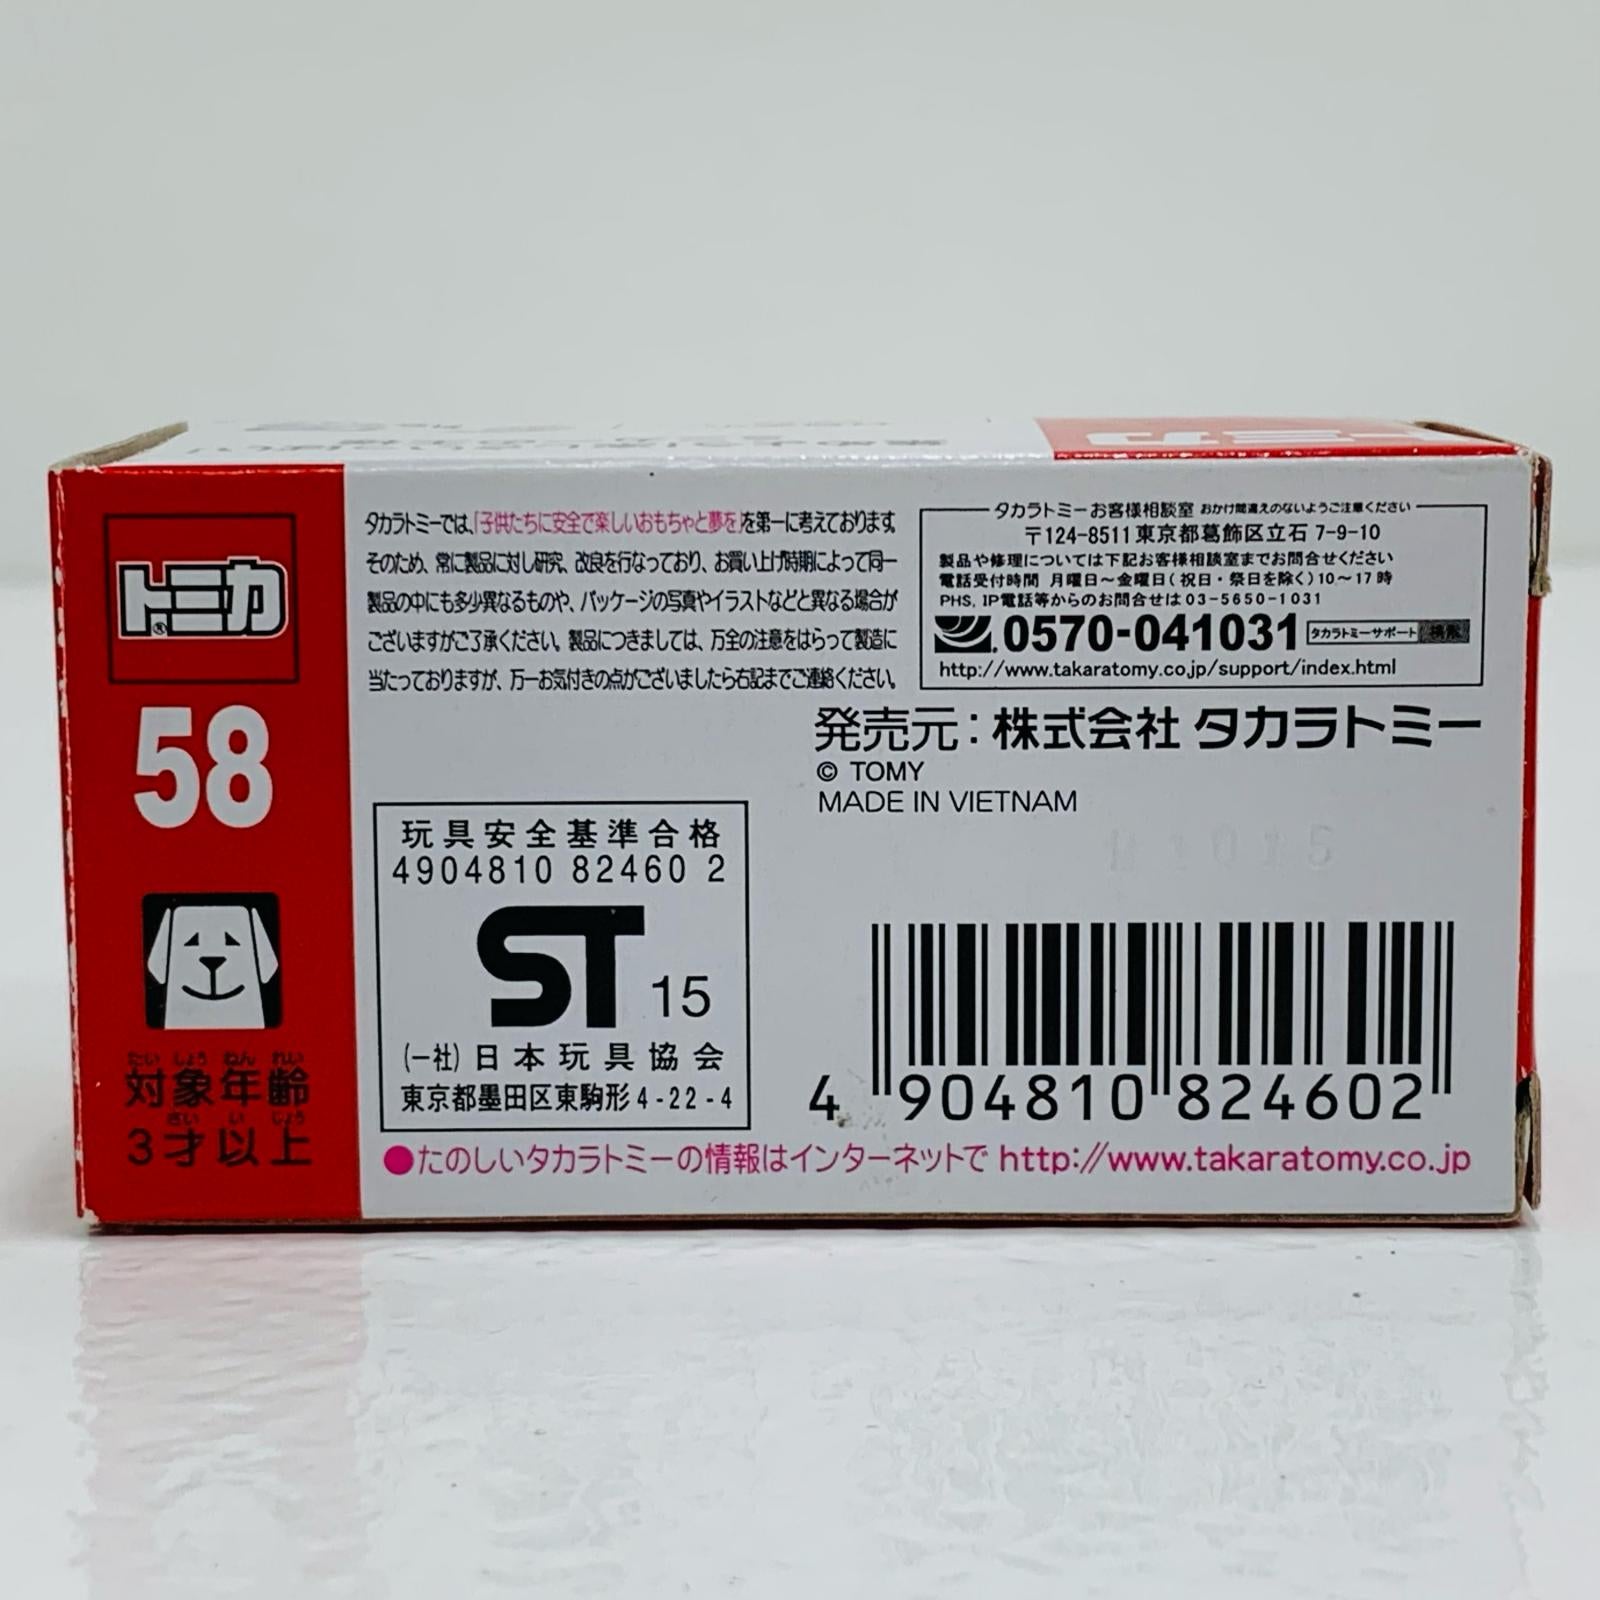 トミカ
トミカ®
58
たいしょうねんれい
対象年齢
さいいじょう
3才以上
タカラトミーでは、「子供たちに安全で楽しいおもちゃと夢を」を第一に考えております。
そのため、常に製品に対し研究、改良を行なっており、お買い上げ時期によって同一
製品の中にも多少異なるものや、パッケージの写真やイラストなどと異なる場合が
ございますがご了承ください。製品につきましては、万全の注意をはらって製造に
当たっておりますが、万一お気付きの点がございましたら右記までご連絡ください。
タカラトミーお客様相談室 おかけ間違えのないようご注意ください
〒124-8511 東京都葛飾区立石 7-9-10
製品や修理については下記お客様相談室までお問合せください
電話受付時間 月曜日～金曜日(祝日・祭日を除く)10～17時
PHS, IP電話等からのお問合せは 03-5650-1031
0570-041031 タカラトミーサポート 検索
http://www.takaratomy.co.jp/support/index.html
発売元：株式会社 タカラトミー
© TOMY
MADE IN VIETNAM
玩具安全基準合格
4904810 82460 2
ST 15
(一社) 日本玩具協会
東京都墨田区東駒形 4-22-4
4 904810 824602
●たのしいタカラトミーの情報はインターネットで http://www.takaratomy.co.jp